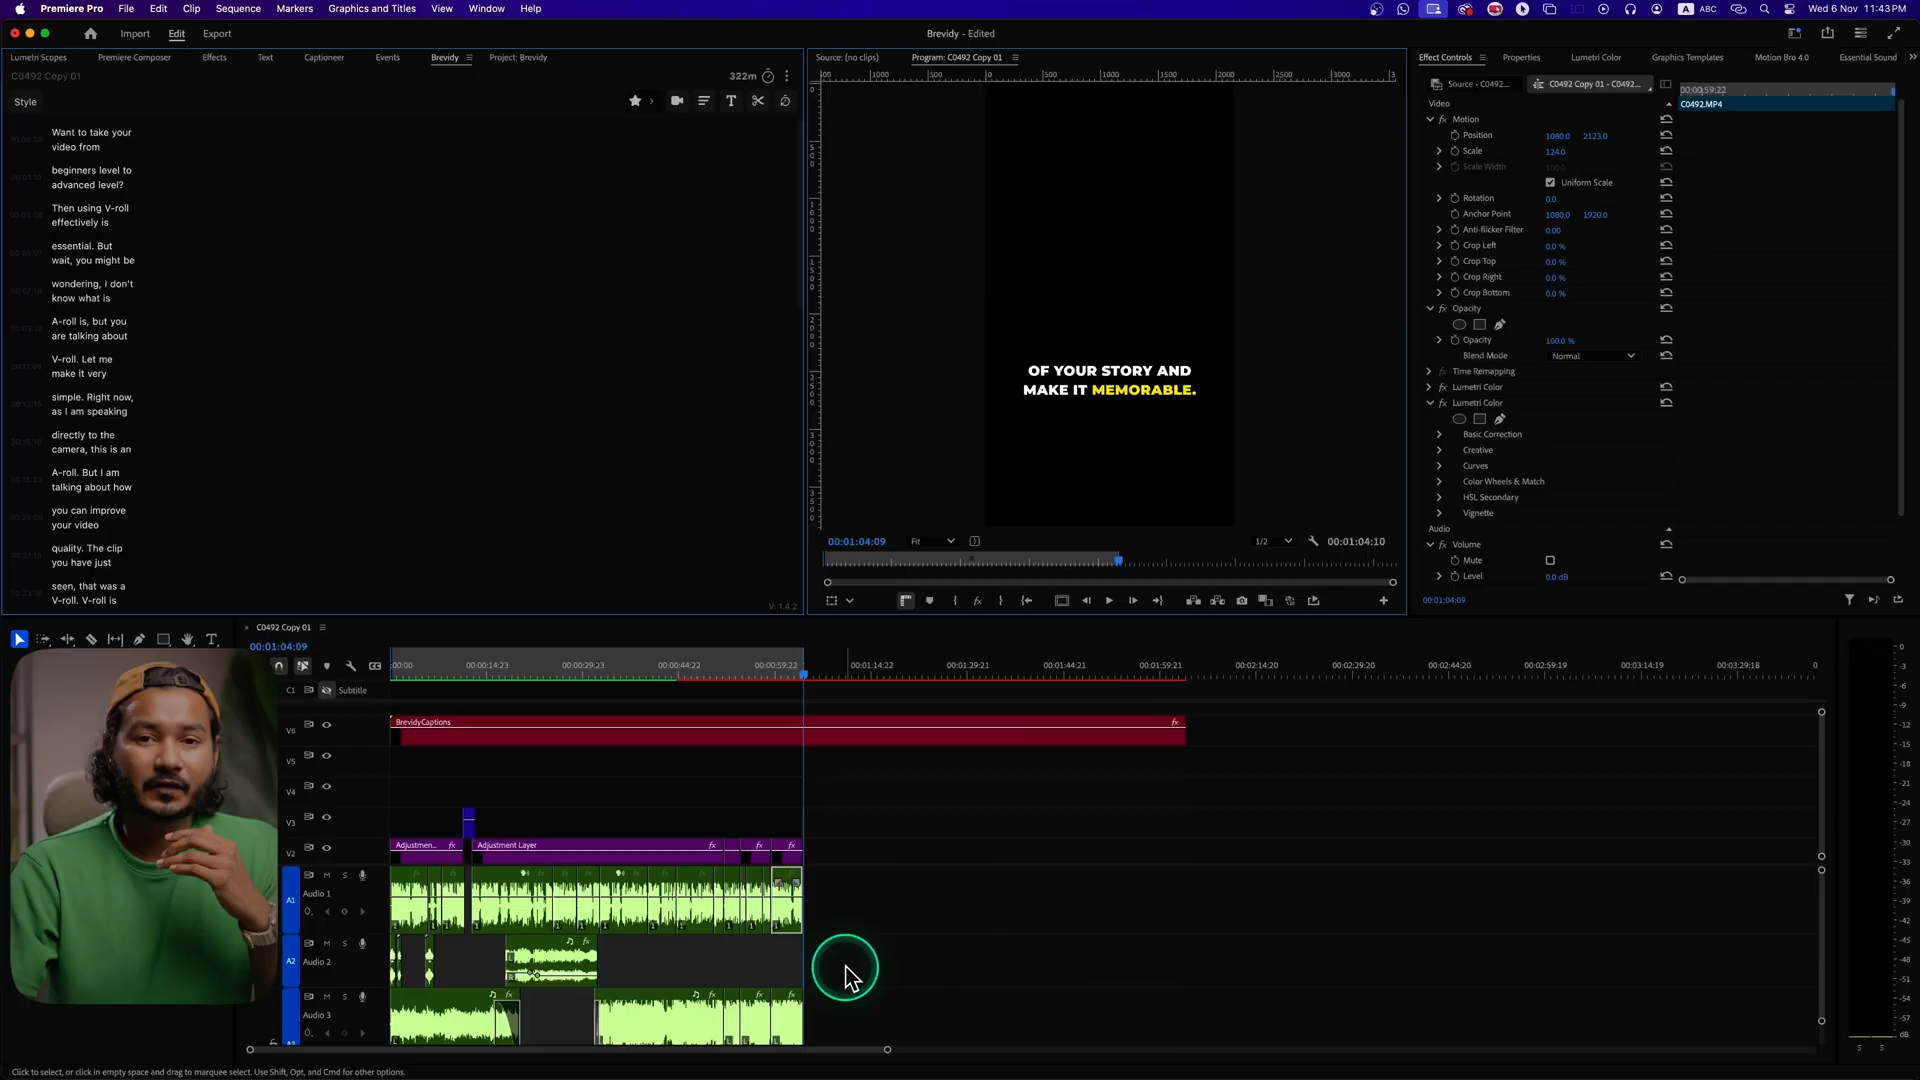 Premiere Pro File Edit Clip Sequence Markers Graphics and Titles View Window Help
A ABC Wed 6 Nov 11:43PM
Import Edit Export
Brevidy - Edited
Lumetri Scopes Premiere Composer Effects Text Captioneer Events Brevidy Project: Brevidy
C0492 Copy 01
322m
Style
Want to take your
video from
beginners level to
advanced level?
Then using V-roll
effectively is
essential. But
wait, you might be
wondering, I don't
know what is
A-roll is, but you
are talking about
V-roll. Let me
make it very
simple. Right now,
as I am speaking
directly to the
camera, this is an
A-roll. But I am
talking about how
you can improve
your video
quality. The clip
you have just
seen, that was a
V-roll. V-roll is
V: 1.4.2
Source: (no clips) Program: C0492 Copy 01
OF YOUR STORY AND
MAKE IT MEMORABLE.
00:01:04:09 Fit 1/2 00:01:04:10
Effect Controls Properties Lumetri Color Graphics Templates Motion Bro 4.0 Essential Sound
Source • C0492... C0492 Copy 01 - C0492...
00:00:59:22
C0492.MP4
Video
fx Motion
Position 1080.0 2123.0
Scale 124.0
Scale Width 100.0
Uniform Scale
Rotation 0.0
Anchor Point 1080.0 1920.0
Anti-flicker Filter 0.00
Crop Left 0.0 %
Crop Top 0.0 %
Crop Right 0.0 %
Crop Bottom 0.0 %
fx Opacity
Opacity 100.0 %
Blend Mode Normal
fx Time Remapping
fx Lumetri Color
fx Lumetri Color
Basic Correction
Creative
Curves
Color Wheels & Match
HSL Secondary
Vignette
Audio
fx Volume
Mute
Level 0.0 dB
00:01:04:09
C0492 Copy 01
00:01:04:09
:00:00 00:00:14:23 00:00:29:23 00:00:44:22 00:00:59:22 00:01:14:22 00:01:29:21 00:01:44:21 00:01:59:21 00:02:14:20 00:02:29:20 00:02:44:20 00:02:59:19 00:03:14:19 00:03:29:18
C1 Subtitle
V6 BrevidyCaptions fx
V5
V4
V3
V2 Adjustmen... fx Adjustment Layer fx fx fx
A1 M S
Audio 1
A2 M S
Audio 2
M S
Audio 3
Click to select, or click in empty space and drag to marquee select. Use Shift, Opt, and Cmd for other options.